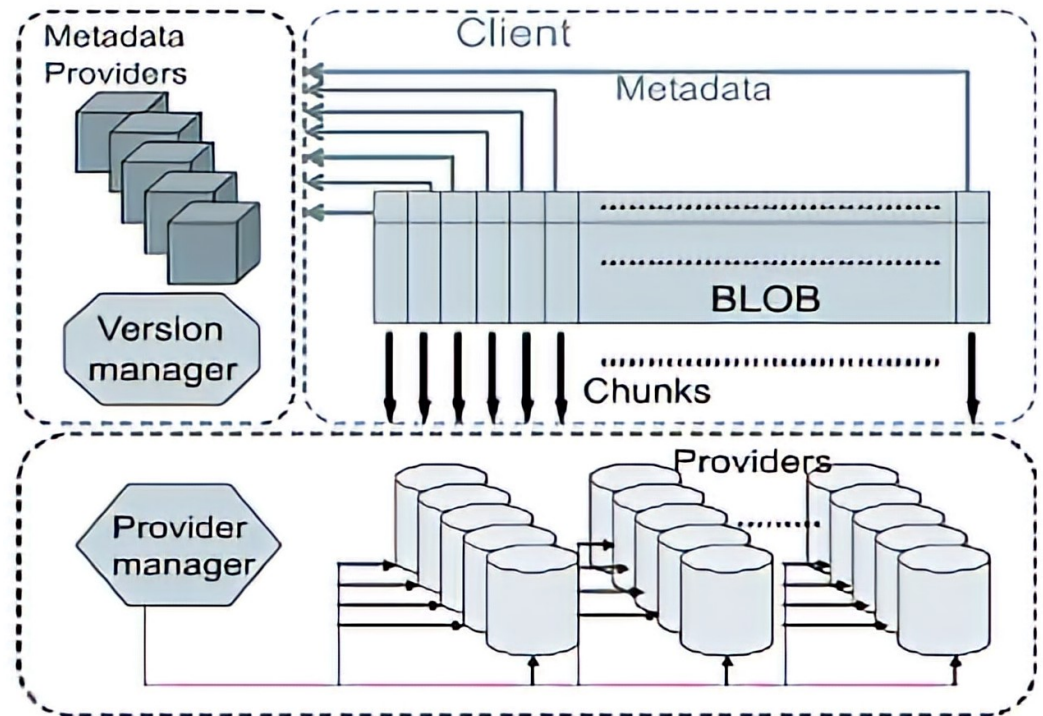 Metadata
Providers
Client
Metadata
BLOB
Version
manager
Chunks
Providers
Provider
manager